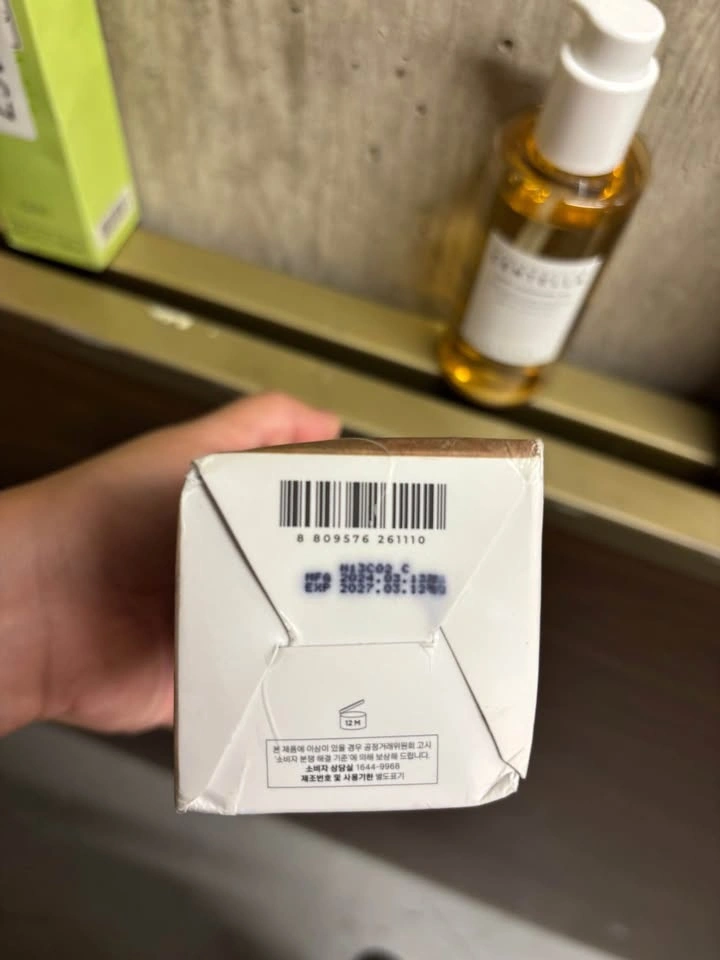 8 809576 261110
N13C02 C
MFG 2024.03.13
EXP 2027.03.12
12 M
본 제품에 이상이 있을 경우 공정거래위원회 고시
'소비자 분쟁 해결 기준'에 의해 보상해 드립니다.
소비자 상담실 1644-9968
제조번호 및 사용기한 별도표기